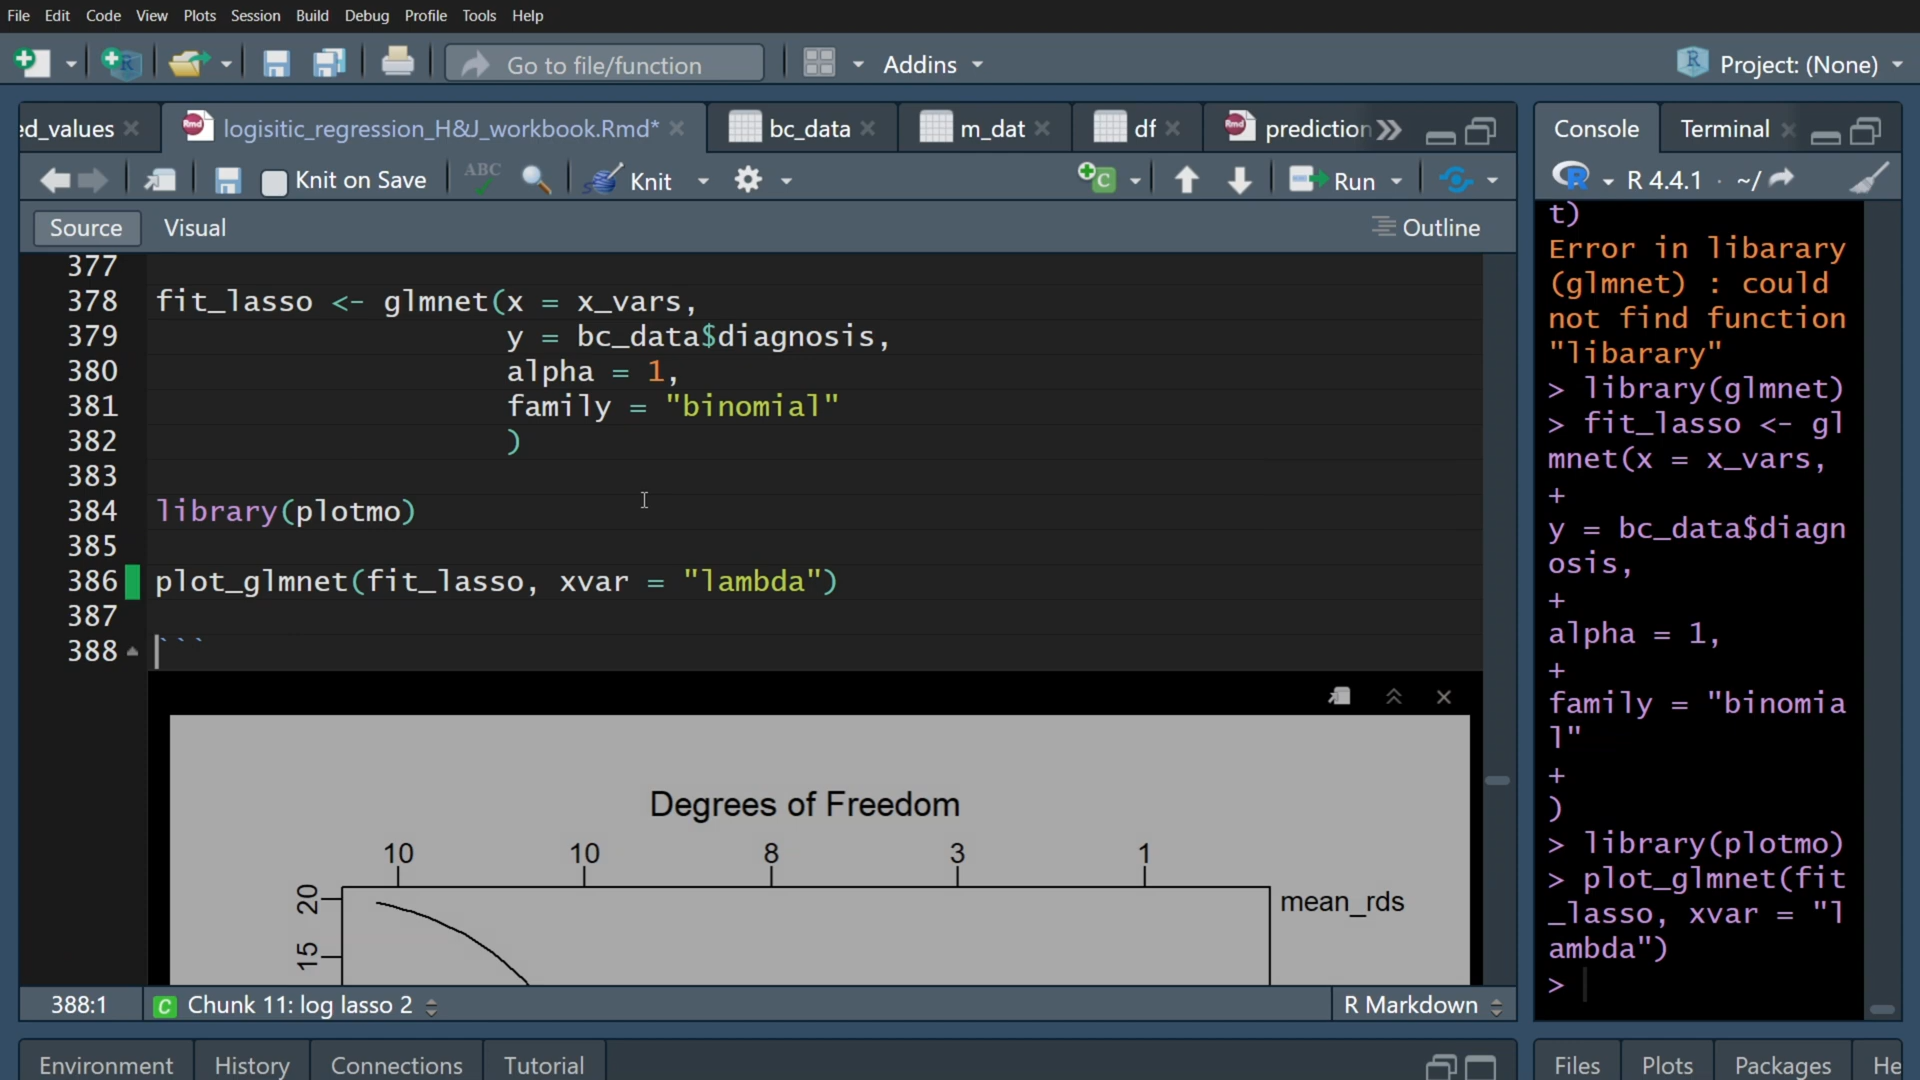 File Edit Code View Plots Session Build Debug Profile Tools Help
Go to file/function Addins Project: (None)
ed_values logisitic_regression_H&J_workbook.Rmd* bc_data m_dat df prediction
Knit on Save ABC Knit Run
Source Visual Outline
377
378 fit_lasso <- glmnet(x = x_vars,
379 y = bc_data$diagnosis,
380 alpha = 1,
381 family = "binomial"
382 )
383
384 library(plotmo)
385
386 plot_glmnet(fit_lasso, xvar = "lambda")
387
388 ```
Degrees of Freedom
10 10 8 3 1
20
mean_rds
15
388:1 C Chunk 11: log lasso 2 R Markdown
Environment History Connections Tutorial
Console Terminal
R 4.4.1 · ~/
t)
Error in libarary
(glmnet) : could
not find function
"libarary"
> library(glmnet)
> fit_lasso <- gl
mnet(x = x_vars,
+
y = bc_data$diagn
osis,
+
alpha = 1,
+
family = "binomia
l"
+
)
> library(plotmo)
> plot_glmnet(fit
_lasso, xvar = "l
ambda")
>
Files Plots Packages He